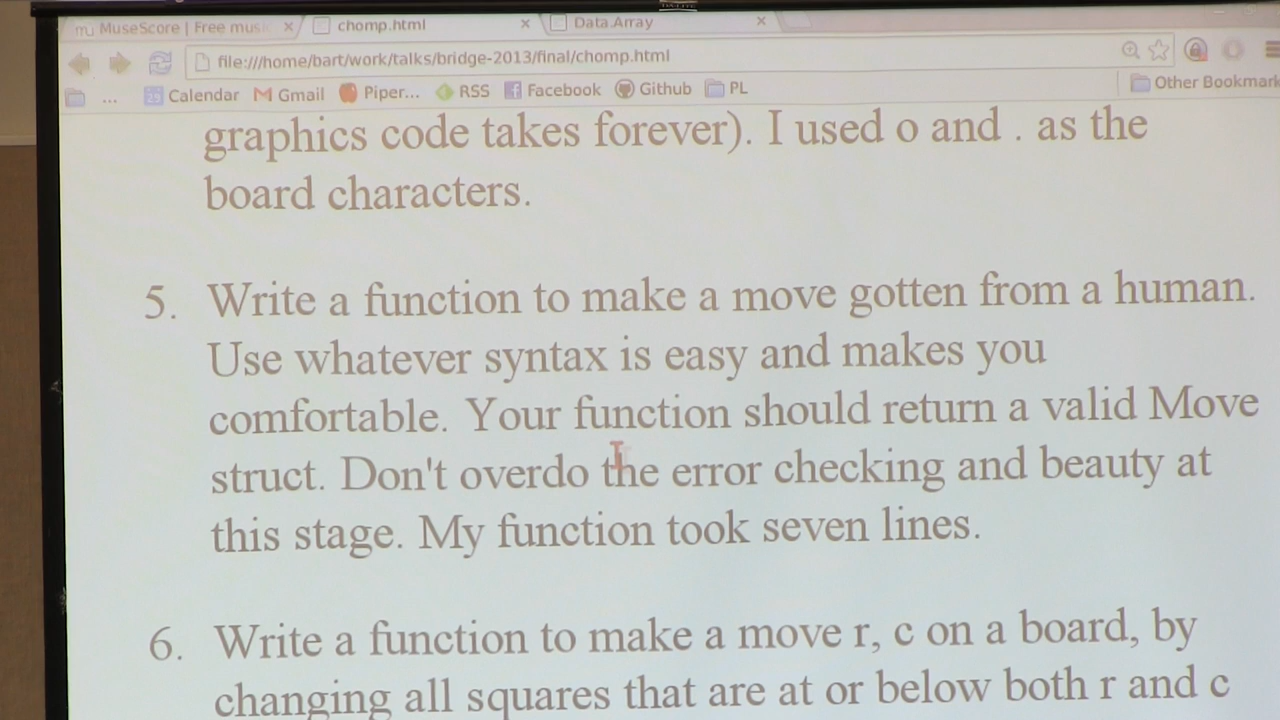 MuseScore | Free musi
chomp.html
Data.Array
file:///home/bart/work/talks/bridge-2013/final/chomp.html
... Calendar Gmail Piper... RSS Facebook Github PL Other Bookmark
graphics code takes forever). I used o and . as the
board characters.
5. Write a function to make a move gotten from a human.
Use whatever syntax is easy and makes you
comfortable. Your function should return a valid Move
struct. Don't overdo the error checking and beauty at
this stage. My function took seven lines.
6. Write a function to make a move r, c on a board, by
changing all squares that are at or below both r and c